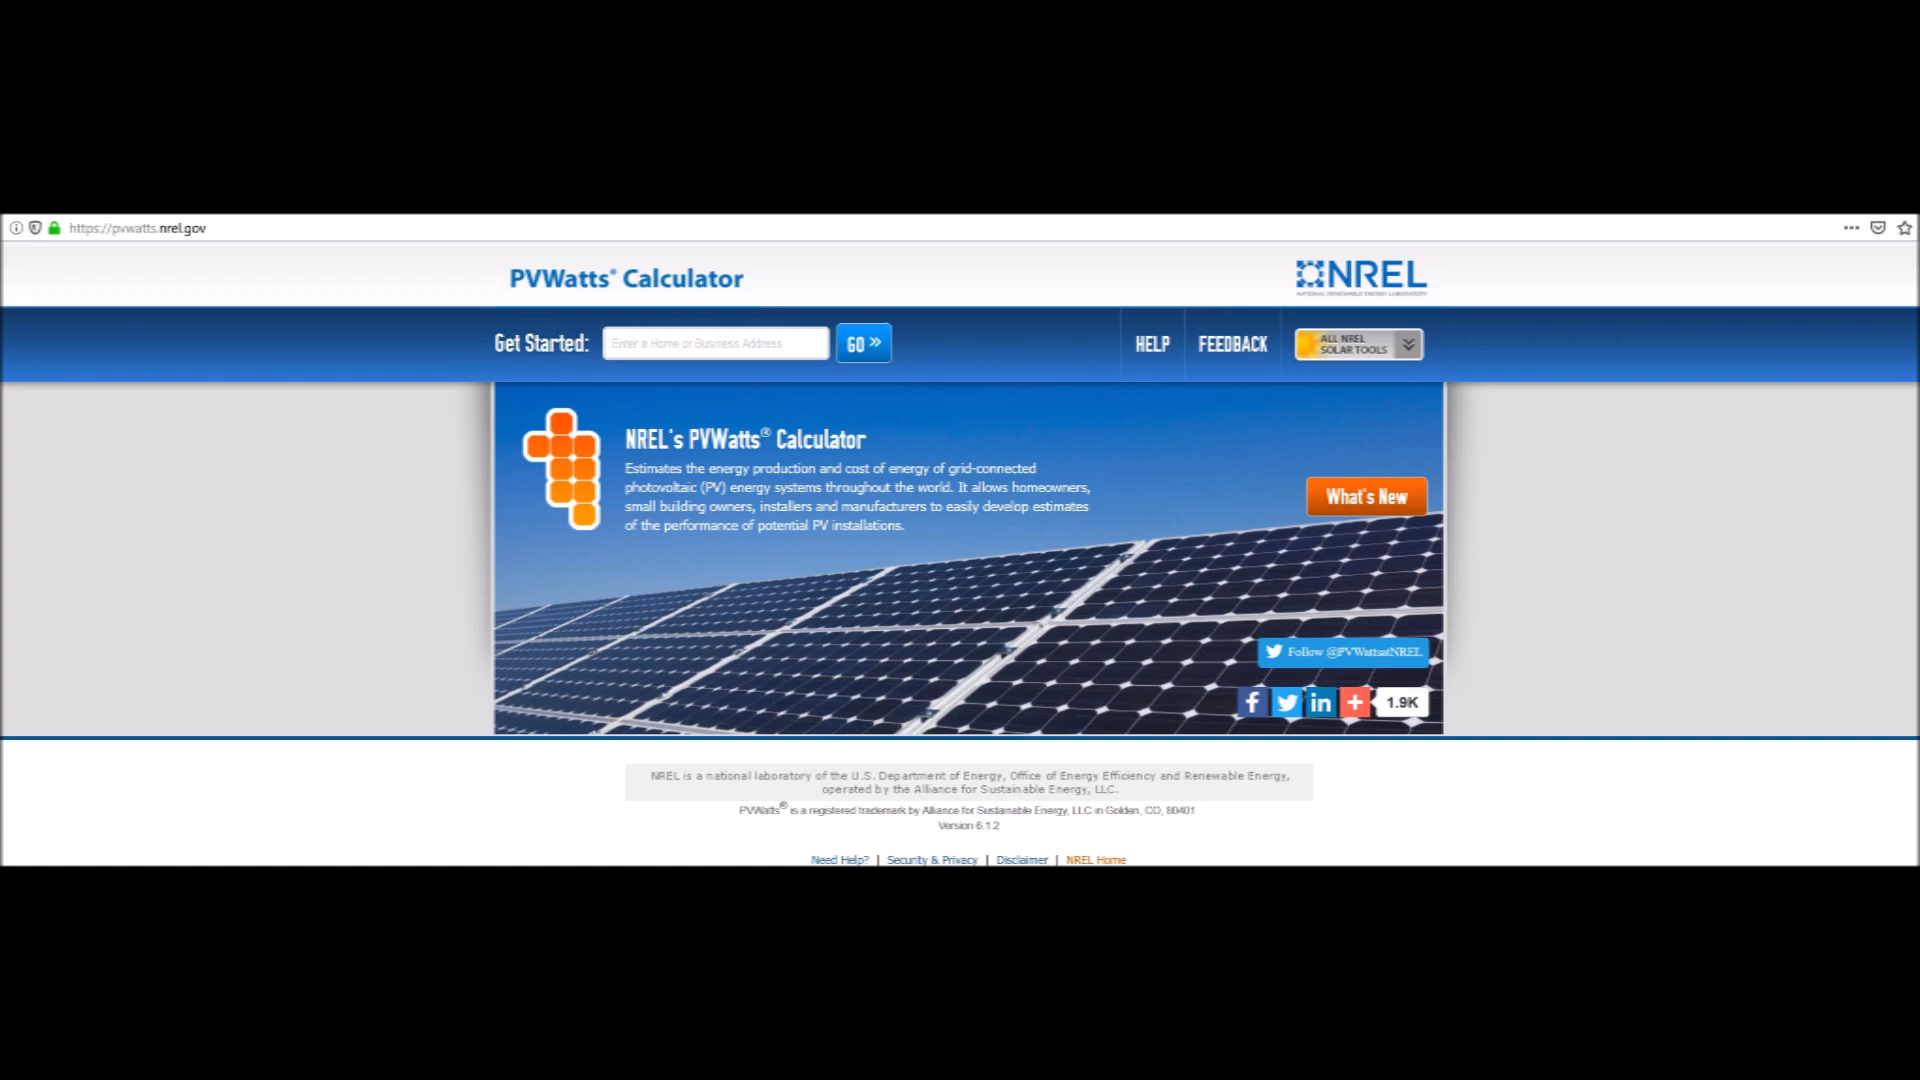 https://pvwatts.nrel.gov
PVWatts® Calculator
NREL
NATIONAL RENEWABLE ENERGY LABORATORY
Get Started:
Enter a Home or Business Address
GO »
HELP
FEEDBACK
ALL NREL
SOLAR TOOLS
NREL's PVWatts® Calculator
Estimates the energy production and cost of energy of grid-connected
photovoltaic (PV) energy systems throughout the world. It allows homeowners,
small building owners, installers and manufacturers to easily develop estimates
of the performance of potential PV installations.
What's New
Follow @PVWattsatNREL
1.9K
NREL is a national laboratory of the U.S. Department of Energy, Office of Energy Efficiency and Renewable Energy,
operated by the Alliance for Sustainable Energy, LLC.
PVWatts® is a registered trademark by Alliance for Sustainable Energy, LLC in Golden, CO, 80401.
Version 6.1.2
Need Help? | Security & Privacy | Disclaimer | NREL Home